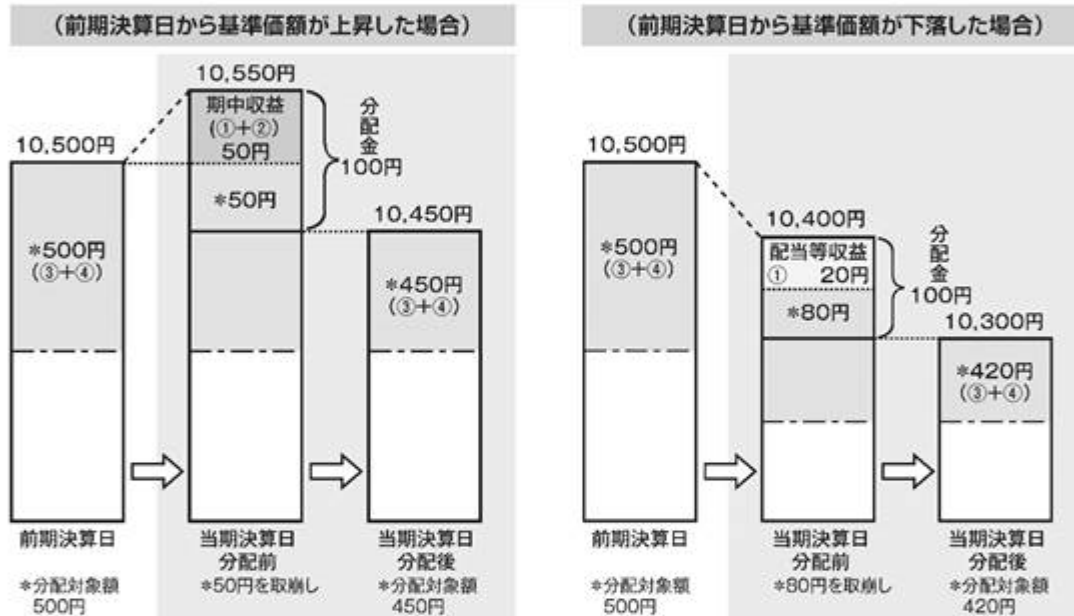 (前期決算日から基準価額が上昇した場合)
10,550円
期中収益
(①+②)
50円
*50円
分配金
100円
10,500円
*500円
(③+④)
10,450円
*450円
(③+④)
前期決算日
当期決算日
分配前
当期決算日
分配後
*分配対象額
500円
*50円を取崩し
*分配対象額
450円
(前期決算日から基準価額が下落した場合)
10,500円
*500円
(③+④)
10,400円
配当等収益
① 20円
*80円
分配金
100円
10,300円
*420円
(③+④)
前期決算日
当期決算日
分配前
当期決算日
分配後
*分配対象額
500円
*80円を取崩し
*分配対象額
420円